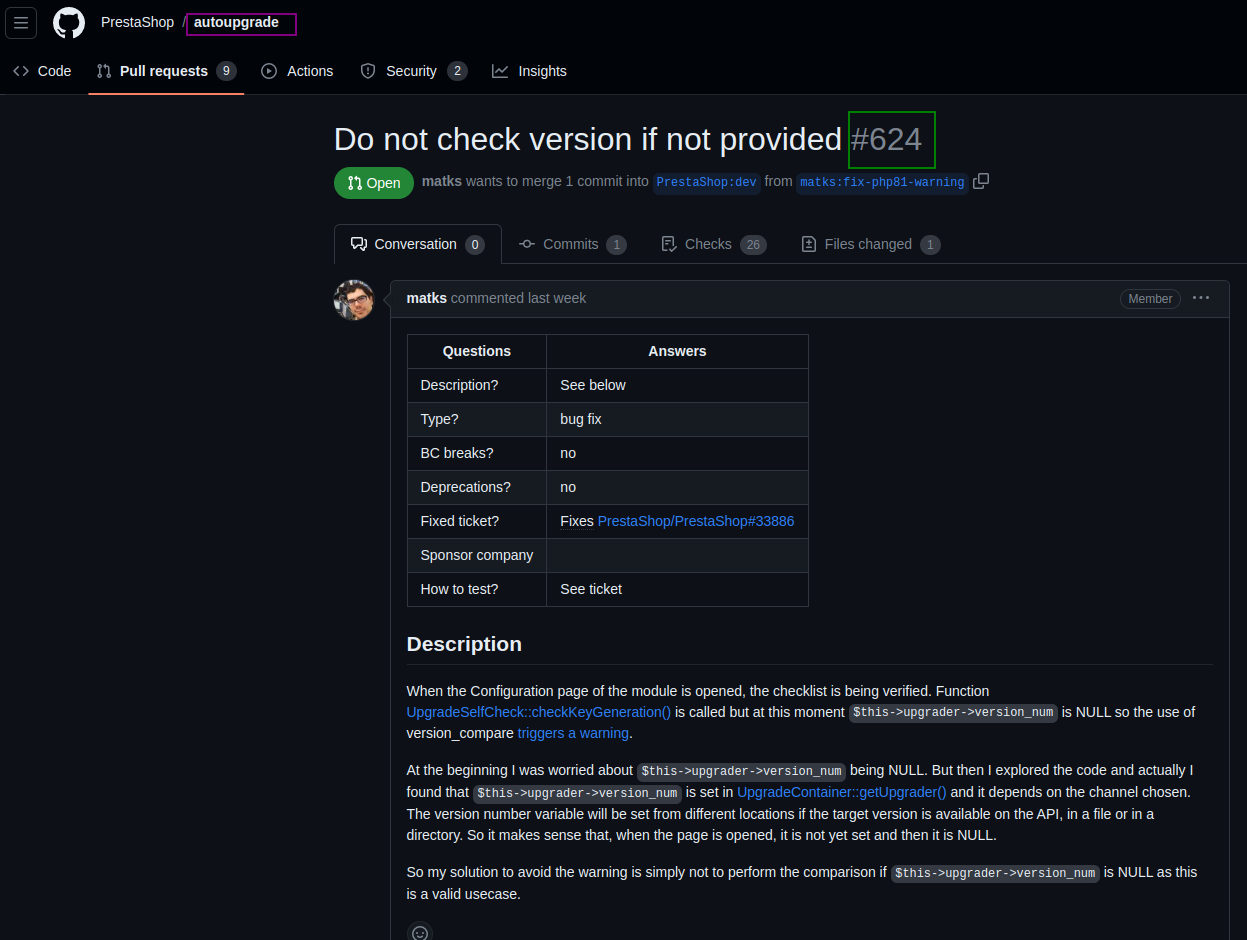 PrestaShop / autoupgrade
Code Pull requests 9 Actions Security 2 Insights
Do not check version if not provided #624
Open matks wants to merge 1 commit into PrestaShop:dev from matks:fix-php81-warning
Conversation 0 Commits 1 Checks 26 Files changed 1
matks commented last week Member ...
Questions Answers
Description? See below
Type? bug fix
BC breaks? no
Deprecations? no
Fixed ticket? Fixes PrestaShop/PrestaShop#33886
Sponsor company
How to test? See ticket
Description
When the Configuration page of the module is opened, the checklist is being verified. Function
UpgradeSelfCheck::checkKeyGeneration() is called but at this moment $this->upgrader->version_num is NULL so the use of
version_compare triggers a warning.
At the beginning I was worried about $this->upgrader->version_num being NULL. But then I explored the code and actually I
found that $this->upgrader->version_num is set in UpgradeContainer::getUpgrader() and it depends on the channel chosen.
The version number variable will be set from different locations if the target version is available on the API, in a file or in a
directory. So it makes sense that, when the page is opened, it is not yet set and then it is NULL.
So my solution to avoid the warning is simply not to perform the comparison if $this->upgrader->version_num is NULL as this
is a valid usecase.